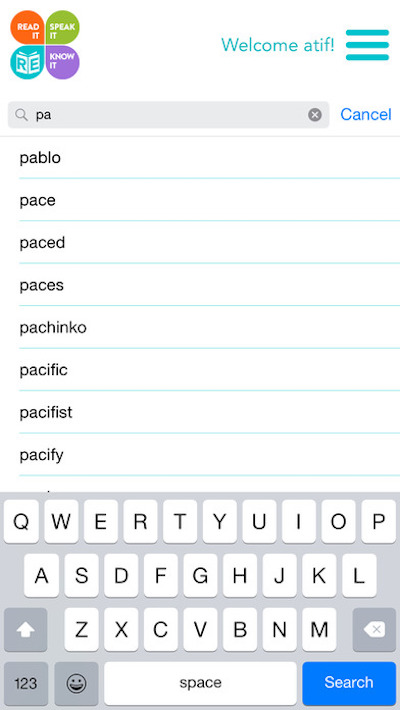 READ IT SPEAK IT
RE KNOW IT
Welcome atif!
pa Cancel
pablo
pace
paced
paces
pachinko
pacific
pacifist
pacify
Q W E R T Y U I O P
A S D F G H J K L
Z X C V B N M
123 space Search